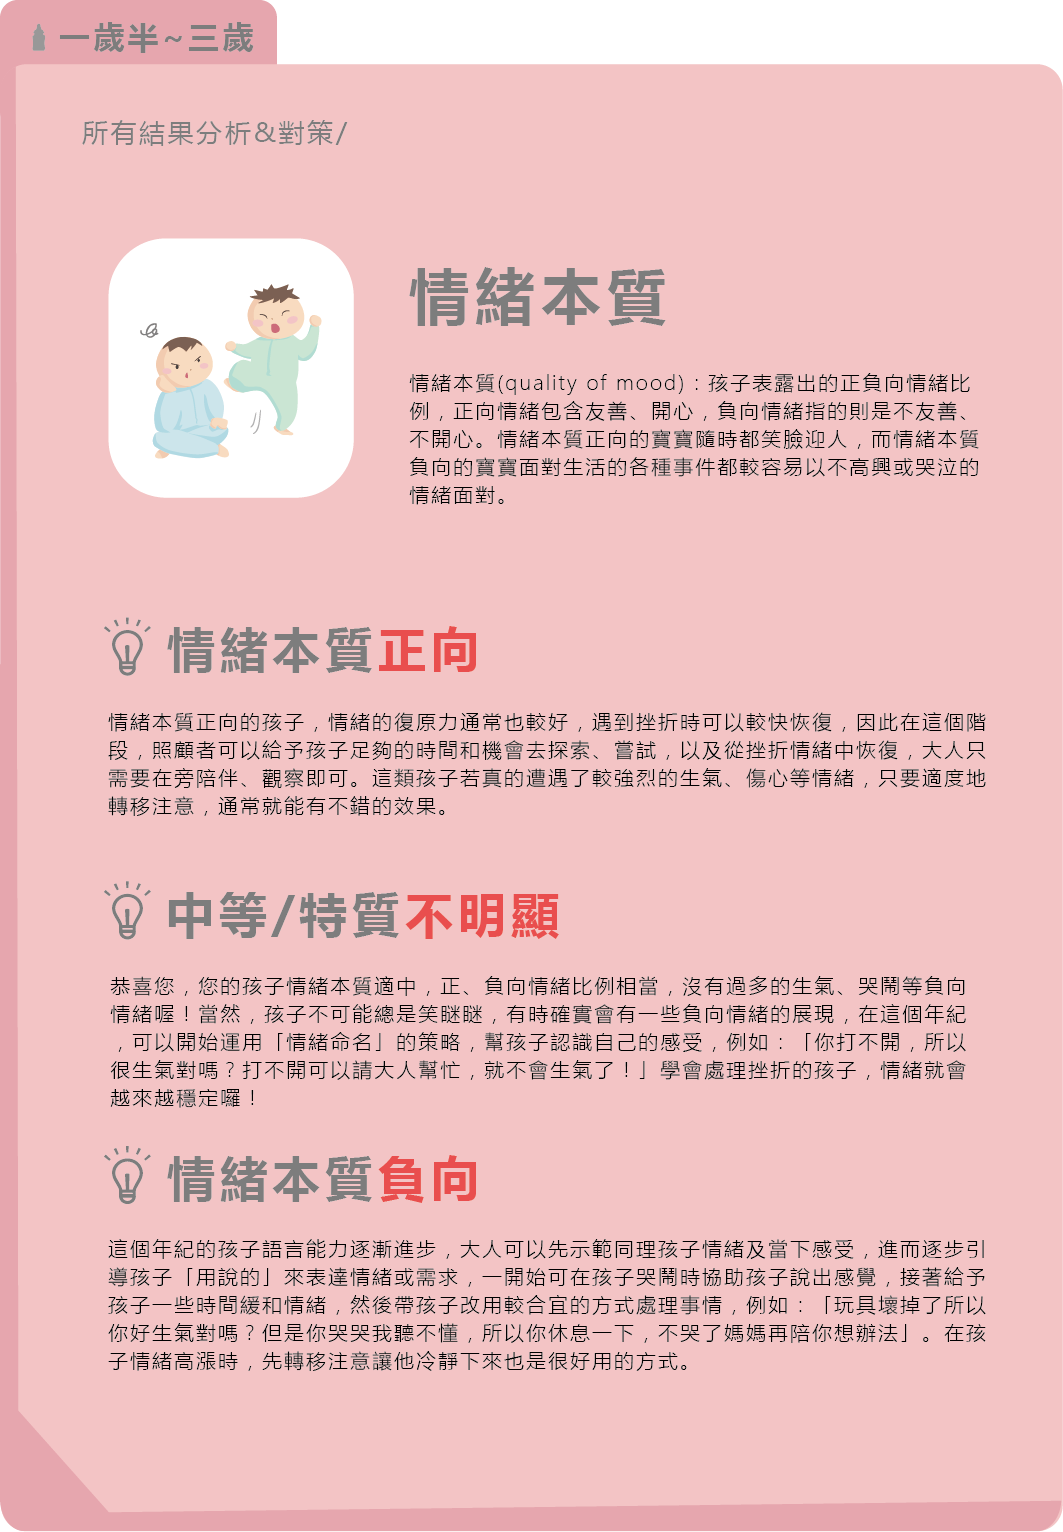 一歲半~三歲
所有結果分析&對策/
情緒本質
情緒本質(quality of mood)：孩子表露出的正負向情緒比
例，正向情緒包含友善、開心，負向情緒指的則是不友善、
不開心。情緒本質正向的寶寶隨時都笑臉迎人，而情緒本質
負向的寶寶面對生活的各種事件都較容易以不高興或哭泣的
情緒面對。
情緒本質正向
情緒本質正向的孩子，情緒的復原力通常也較好，遇到挫折時可以較快恢復，因此在這個階
段，照顧者可以給予孩子足夠的時間和機會去探索、嘗試，以及從挫折情緒中恢復，大人只
需要在旁陪伴、觀察即可。這類孩子若真的遭遇了較強烈的生氣、傷心等情緒，只要適度地
轉移注意，通常就能有不錯的效果。
中等/特質不明顯
恭喜您，您的孩子情緒本質適中，正、負向情緒比例相當，沒有過多的生氣、哭鬧等負向
情緒喔！當然，孩子不可能總是笑瞇瞇，有時確實會有一些負向情緒的展現，在這個年紀
，可以開始運用「情緒命名」的策略，幫孩子認識自己的感受，例如：「你打不開，所以
很生氣對嗎？打不開可以請大人幫忙，就不會生氣了！」學會處理挫折的孩子，情緒就會
越來越穩定囉！
情緒本質負向
這個年紀的孩子語言能力逐漸進步，大人可以先示範同理孩子情緒及當下感受，進而逐步引
導孩子「用說的」來表達情緒或需求，一開始可在孩子哭鬧時協助孩子說出感覺，接著給予
孩子一些時間緩和情緒，然後帶孩子改用較合宜的方式處理事情，例如：「玩具壞掉了所以
你好生氣對嗎？但是你哭哭我聽不懂，所以你休息一下，不哭了媽媽再陪你想辦法」。在孩
子情緒高漲時，先轉移注意讓他冷靜下來也是很好用的方式。